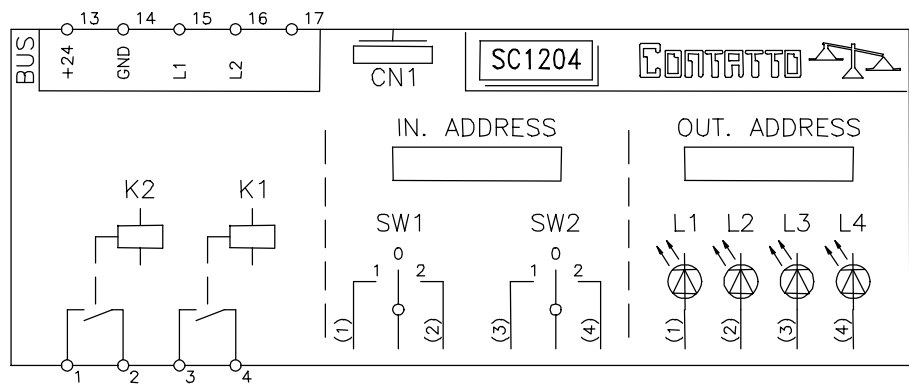 13 14 15 16 17
BUS
+24 GND L1 L2
CN1
SC1204
CONTATTO
IN. ADDRESS
OUT. ADDRESS
K2 K1
SW1 SW2
L1 L2 L3 L4
0 0
1 2 1 2
(1) (2) (3) (4) (1) (2) (3) (4)
1 2 3 4